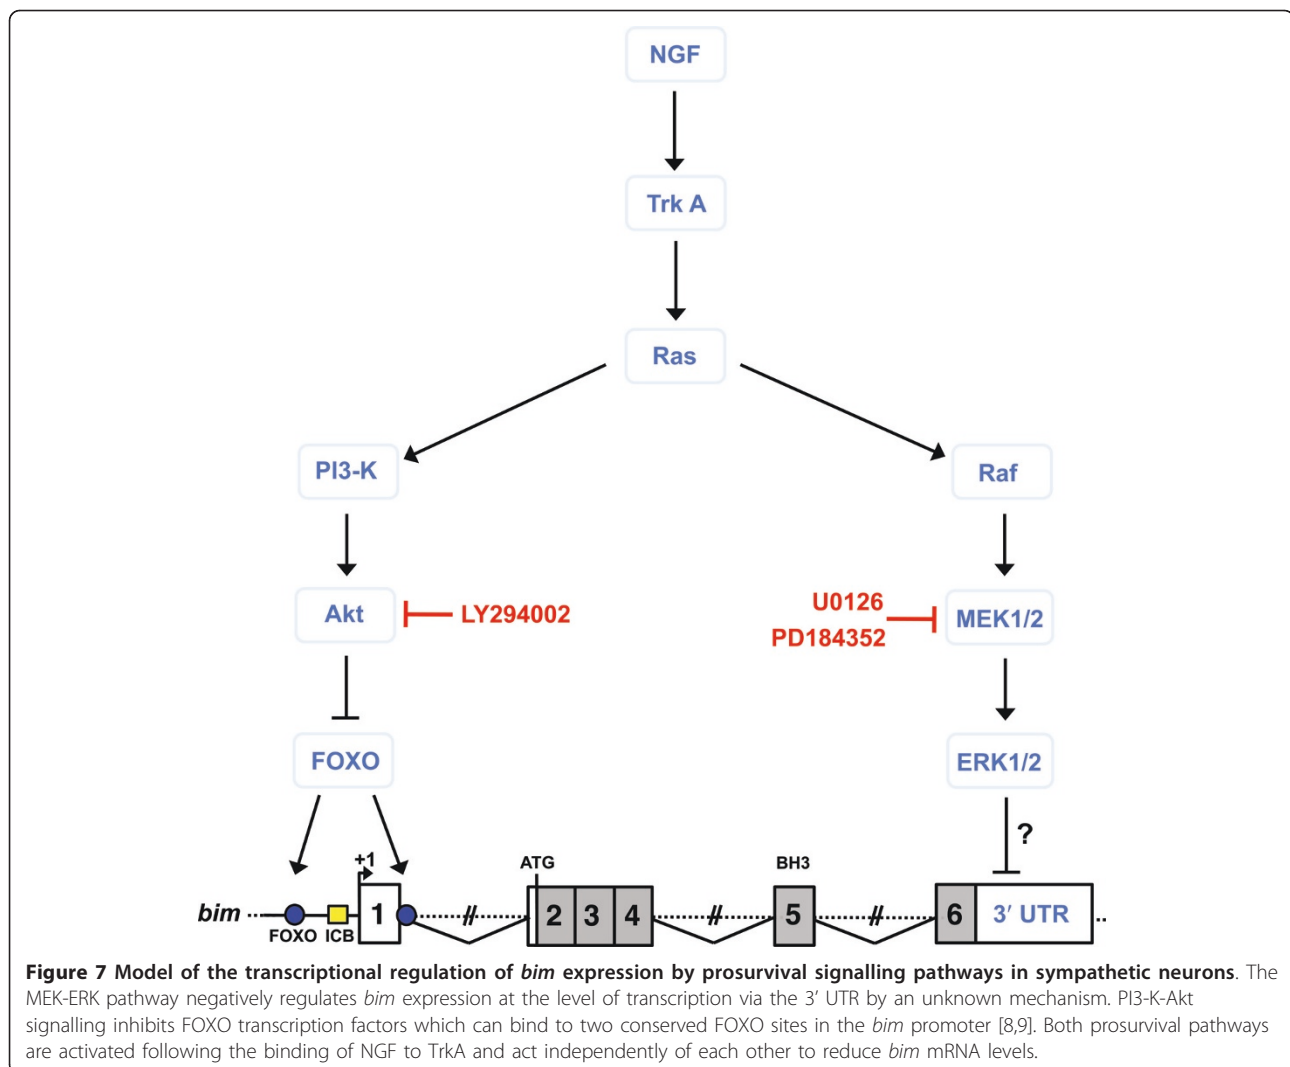 NGF
Trk A
Ras
PI3-K
Raf
Akt
LY294002
U0126
PD184352
MEK1/2
FOXO
ERK1/2
?
+1
ATG
BH3
bim
1
2
3
4
5
6
3' UTR
FOXO
ICB
Figure 7 Model of the transcriptional regulation of bim expression by prosurvival signalling pathways in sympathetic neurons. The
MEK-ERK pathway negatively regulates bim expression at the level of transcription via the 3' UTR by an unknown mechanism. PI3-K-Akt
signalling inhibits FOXO transcription factors which can bind to two conserved FOXO sites in the bim promoter [8,9]. Both prosurvival pathways
are activated following the binding of NGF to TrkA and act independently of each other to reduce bim mRNA levels.